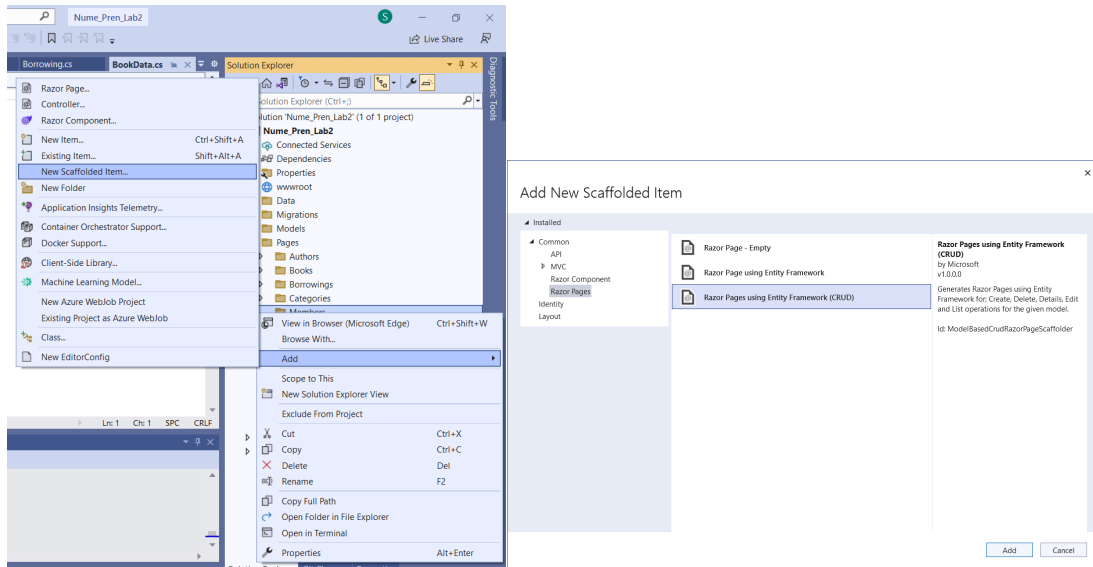 Nume_Pren_Lab2
S
Live Share
Borrowing.cs
BookData.cs
Solution Explorer
Diagnostic Tools
Razor Page...
Controller...
Razor Component...
New Item... Ctrl+Shift+A
Existing Item... Shift+Alt+A
New Scaffolded Item...
New Folder
Application Insights Telemetry...
Container Orchestrator Support...
Docker Support...
Client-Side Library...
Machine Learning Model...
New Azure WebJob Project
Existing Project as Azure WebJob
Class...
New EditorConfig
Solution Explorer (Ctrl+;)
olution 'Nume_Pren_Lab2' (1 of 1 project)
Nume_Pren_Lab2
Connected Services
Dependencies
Properties
wwwroot
Data
Migrations
Models
Pages
Authors
Books
Borrowings
Categories
Members
View in Browser (Microsoft Edge) Ctrl+Shift+W
Browse With...
Add
Scope to This
New Solution Explorer View
Exclude From Project
Cut Ctrl+X
Copy Ctrl+C
Delete Del
Rename F2
Copy Full Path
Open Folder in File Explorer
Open in Terminal
Properties Alt+Enter
Ln: 1 Ch: 1 SPC CRLF
Add New Scaffolded Item
Installed
Common
API
MVC
Razor Component
Razor Pages
Identity
Layout
Razor Page - Empty
Razor Page using Entity Framework
Razor Pages using Entity Framework (CRUD)
Razor Pages using Entity Framework
(CRUD)
by Microsoft
v1.0.0.0
Generates Razor Pages using Entity
Framework for; Create, Delete, Details, Edit
and List operations for the given model.
Id: ModelBasedCrudRazorPageScaffolder
Add
Cancel